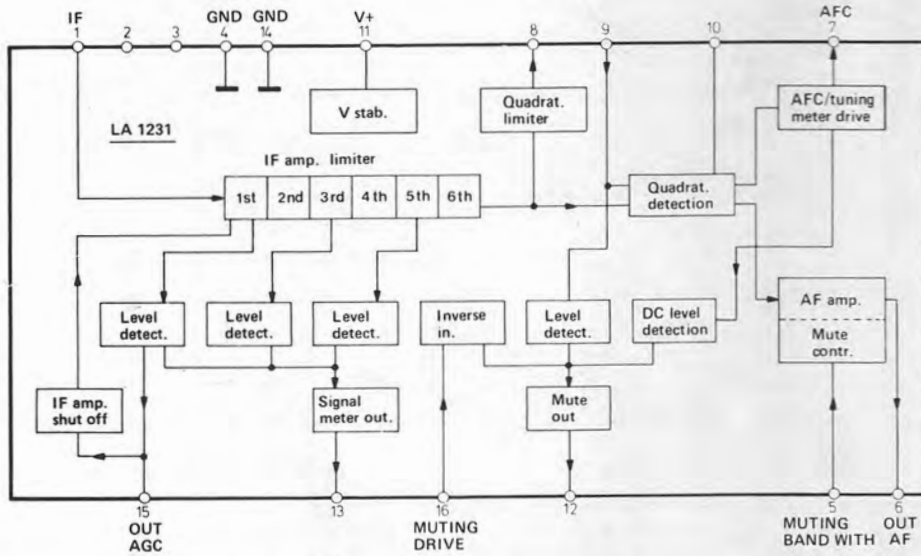 IF
GND
GND
V+
AFC
1
2
3
4
14
11
8
9
10
7
LA 1231
V stab.
Quadrat.
limiter
AFC/tuning
meter drive
IF amp. limiter
1st 2nd 3rd 4th 5th 6th
Quadrat.
detection
Level
detect.
Level
detect.
Level
detect.
Inverse
in.
Level
detect.
DC level
detection
AF amp.
Mute
contr.
IF amp.
shut off
Signal
meter out.
Mute
out
15
13
16
12
5
6
OUT
AGC
MUTING
DRIVE
MUTING
BAND WITH
OUT
AF